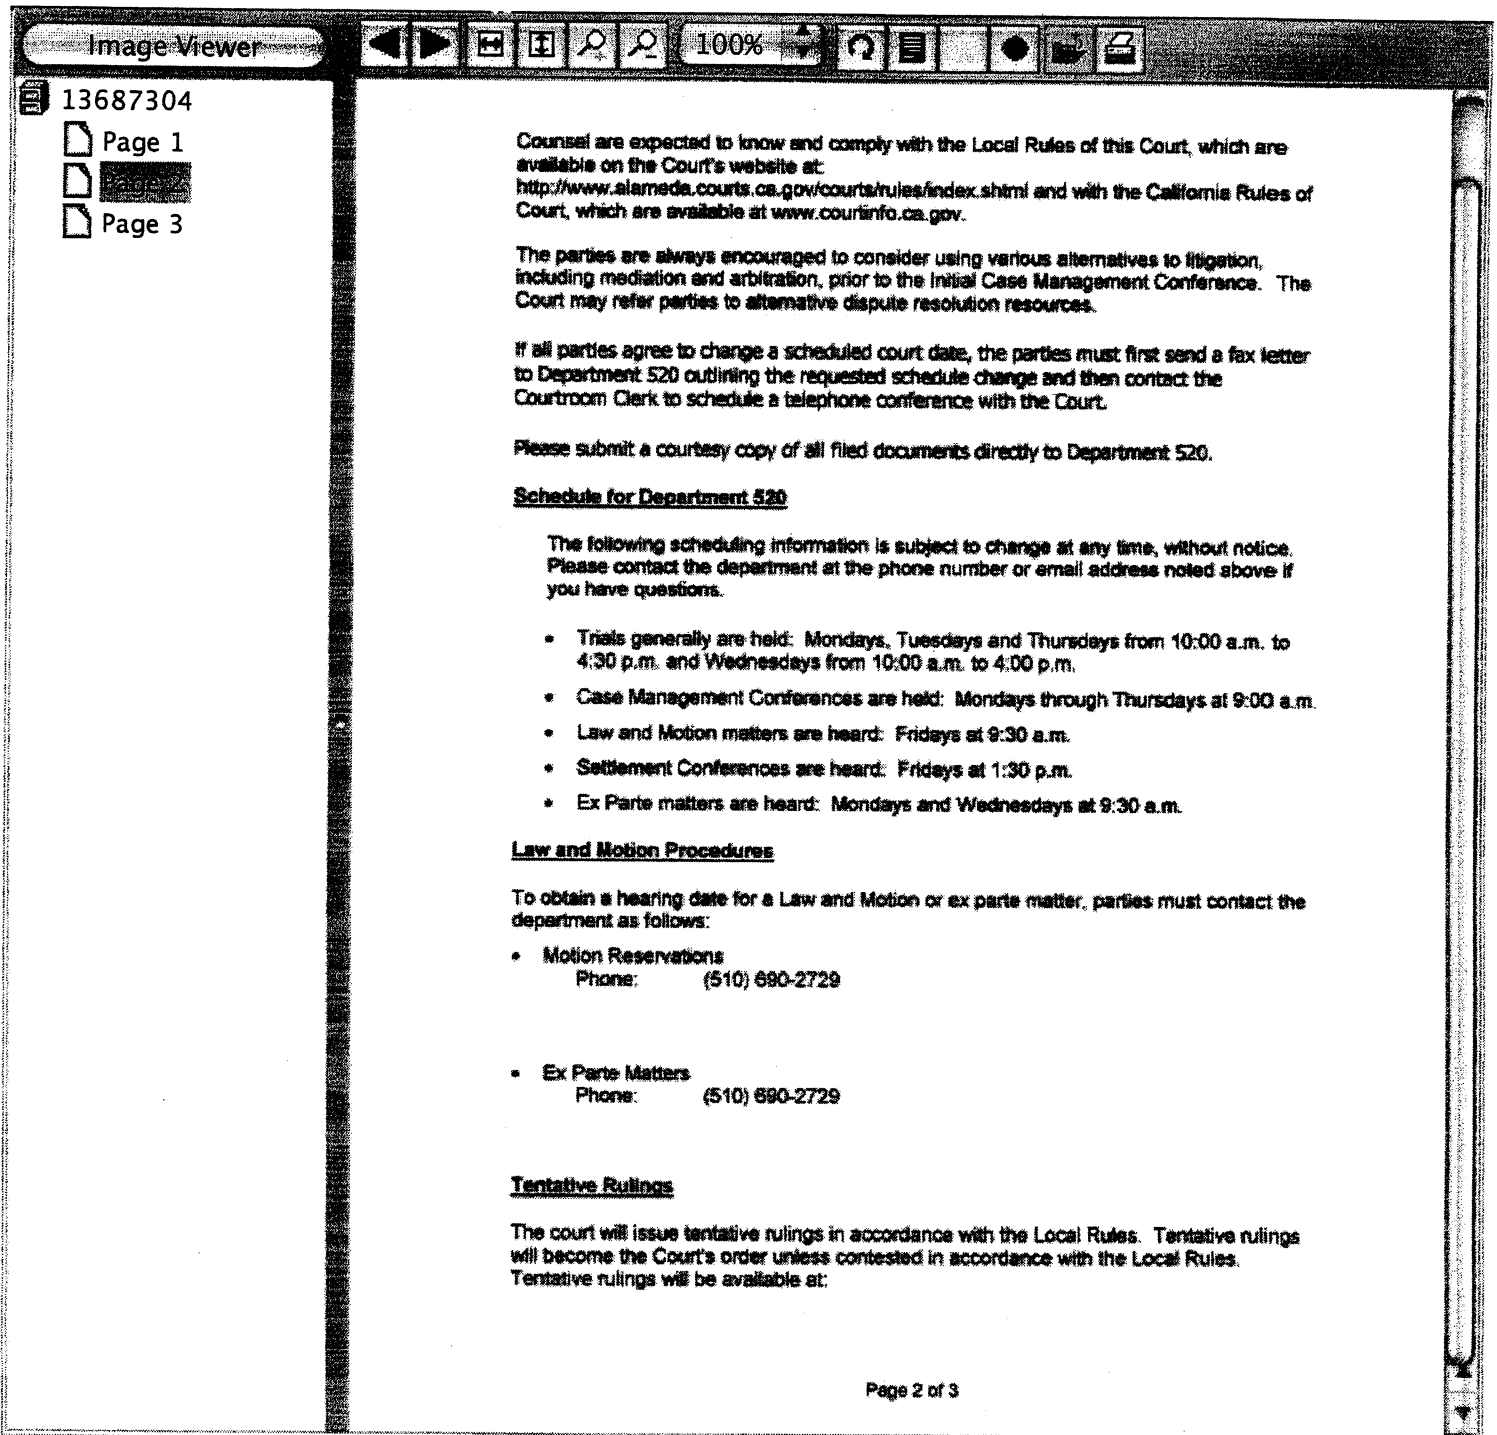 Image Viewer
100%
13687304
Page 1
Page 2
Page 3
Counsel are expected to know and comply with the Local Rules of this Court, which are
available on the Court's website at:
http://www.alameda.courts.ca.gov/courts/rules/index.shtml and with the California Rules of
Court, which are available at www.courtinfo.ca.gov.
The parties are always encouraged to consider using various alternatives to litigation,
including mediation and arbitration, prior to the Initial Case Management Conference. The
Court may refer parties to alternative dispute resolution resources.
If all parties agree to change a scheduled court date, the parties must first send a fax letter
to Department 520 outlining the requested schedule change and then contact the
Courtroom Clerk to schedule a telephone conference with the Court.
Please submit a courtesy copy of all filed documents directly to Department 520.
Schedule for Department 520
The following scheduling information is subject to change at any time, without notice.
Please contact the department at the phone number or email address noted above if
you have questions.
• Trials generally are held: Mondays, Tuesdays and Thursdays from 10:00 a.m. to
4:30 p.m. and Wednesdays from 10:00 a.m. to 4:00 p.m.
• Case Management Conferences are held: Mondays through Thursdays at 9:00 a.m.
• Law and Motion matters are heard: Fridays at 9:30 a.m.
• Settlement Conferences are heard: Fridays at 1:30 p.m.
• Ex Parte matters are heard: Mondays and Wednesdays at 9:30 a.m.
Law and Motion Procedures
To obtain a hearing date for a Law and Motion or ex parte matter, parties must contact the
department as follows:
• Motion Reservations
Phone: (510) 690-2729
• Ex Parte Matters
Phone: (510) 690-2729
Tentative Rulings
The court will issue tentative rulings in accordance with the Local Rules. Tentative rulings
will become the Court's order unless contested in accordance with the Local Rules.
Tentative rulings will be available at:
Page 2 of 3